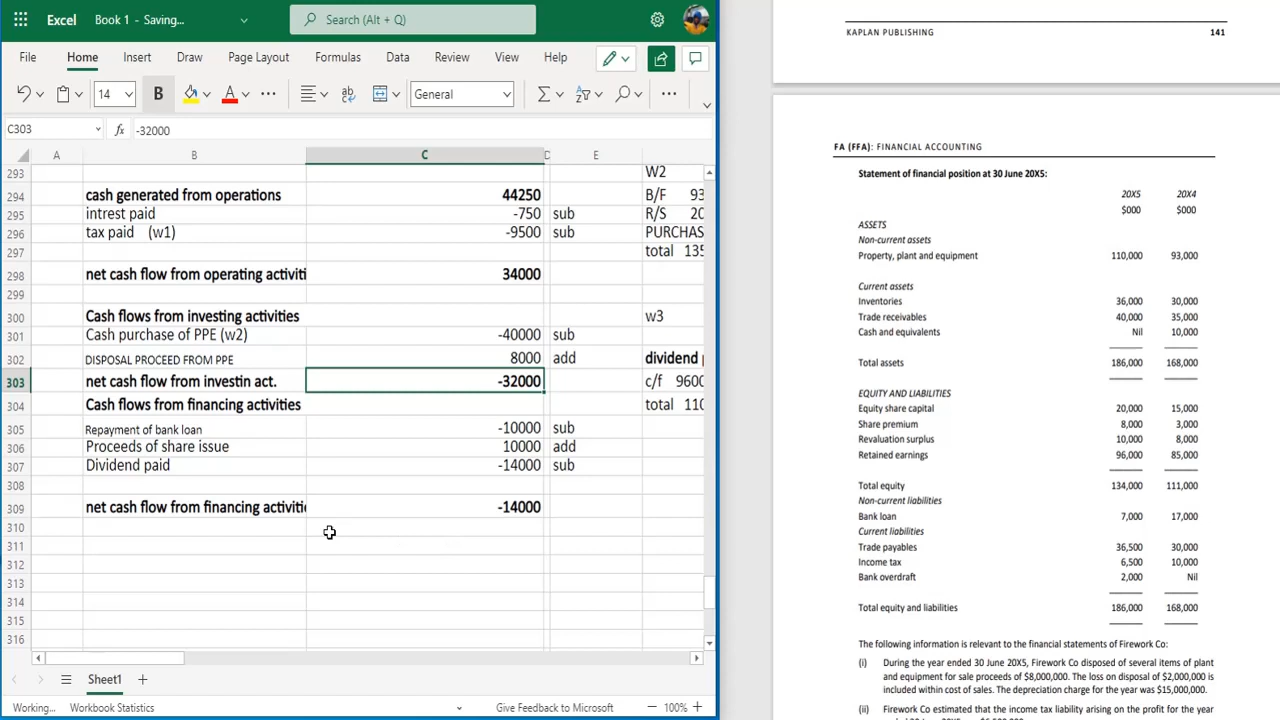 Excel Book 1 - Saving... Search (Alt + Q)
File Home Insert Draw Page Layout Formulas Data Review View Help
14 B A ab General
C303 fx -32000
A B C D E
293 W2
294 cash generated from operations 44250 B/F 93
295 intrest paid -750 sub R/S 20
296 tax paid (w1) -9500 sub PURCHAS
297 total 135
298 net cash flow from operating activiti 34000
299
300 Cash flows from investing activities w3
301 Cash purchase of PPE (w2) -40000 sub
302 DISPOSAL PROCEED FROM PPE 8000 add dividend
303 net cash flow from investin act. -32000 c/f 9600
304 Cash flows from financing activities total 110
305 Repayment of bank loan -10000 sub
306 Proceeds of share issue 10000 add
307 Dividend paid -14000 sub
308
309 net cash flow from financing activitie -14000
310
311
312
313
314
315
316
Sheet1
Working... Workbook Statistics Give Feedback to Microsoft 100%
KAPLAN PUBLISHING 141
FA (FFA): FINANCIAL ACCOUNTING
Statement of financial position at 30 June 20X5:
20X5 20X4
$000 $000
ASSETS
Non-current assets
Property, plant and equipment 110,000 93,000
Current assets
Inventories 36,000 30,000
Trade receivables 40,000 35,000
Cash and equivalents Nil 10,000
Total assets 186,000 168,000
EQUITY AND LIABILITIES
Equity share capital 20,000 15,000
Share premium 8,000 3,000
Revaluation surplus 10,000 8,000
Retained earnings 96,000 85,000
Total equity 134,000 111,000
Non-current liabilities
Bank loan 7,000 17,000
Current liabilities
Trade payables 36,500 30,000
Income tax 6,500 10,000
Bank overdraft 2,000 Nil
Total equity and liabilities 186,000 168,000
The following information is relevant to the financial statements of Firework Co:
(i) During the year ended 30 June 20X5, Firework Co disposed of several items of plant
and equipment for sale proceeds of $8,000,000. The loss on disposal of $2,000,000 is
included within cost of sales. The depreciation charge for the year was $15,000,000.
(ii) Firework Co estimated that the income tax liability arising on the profit for the year